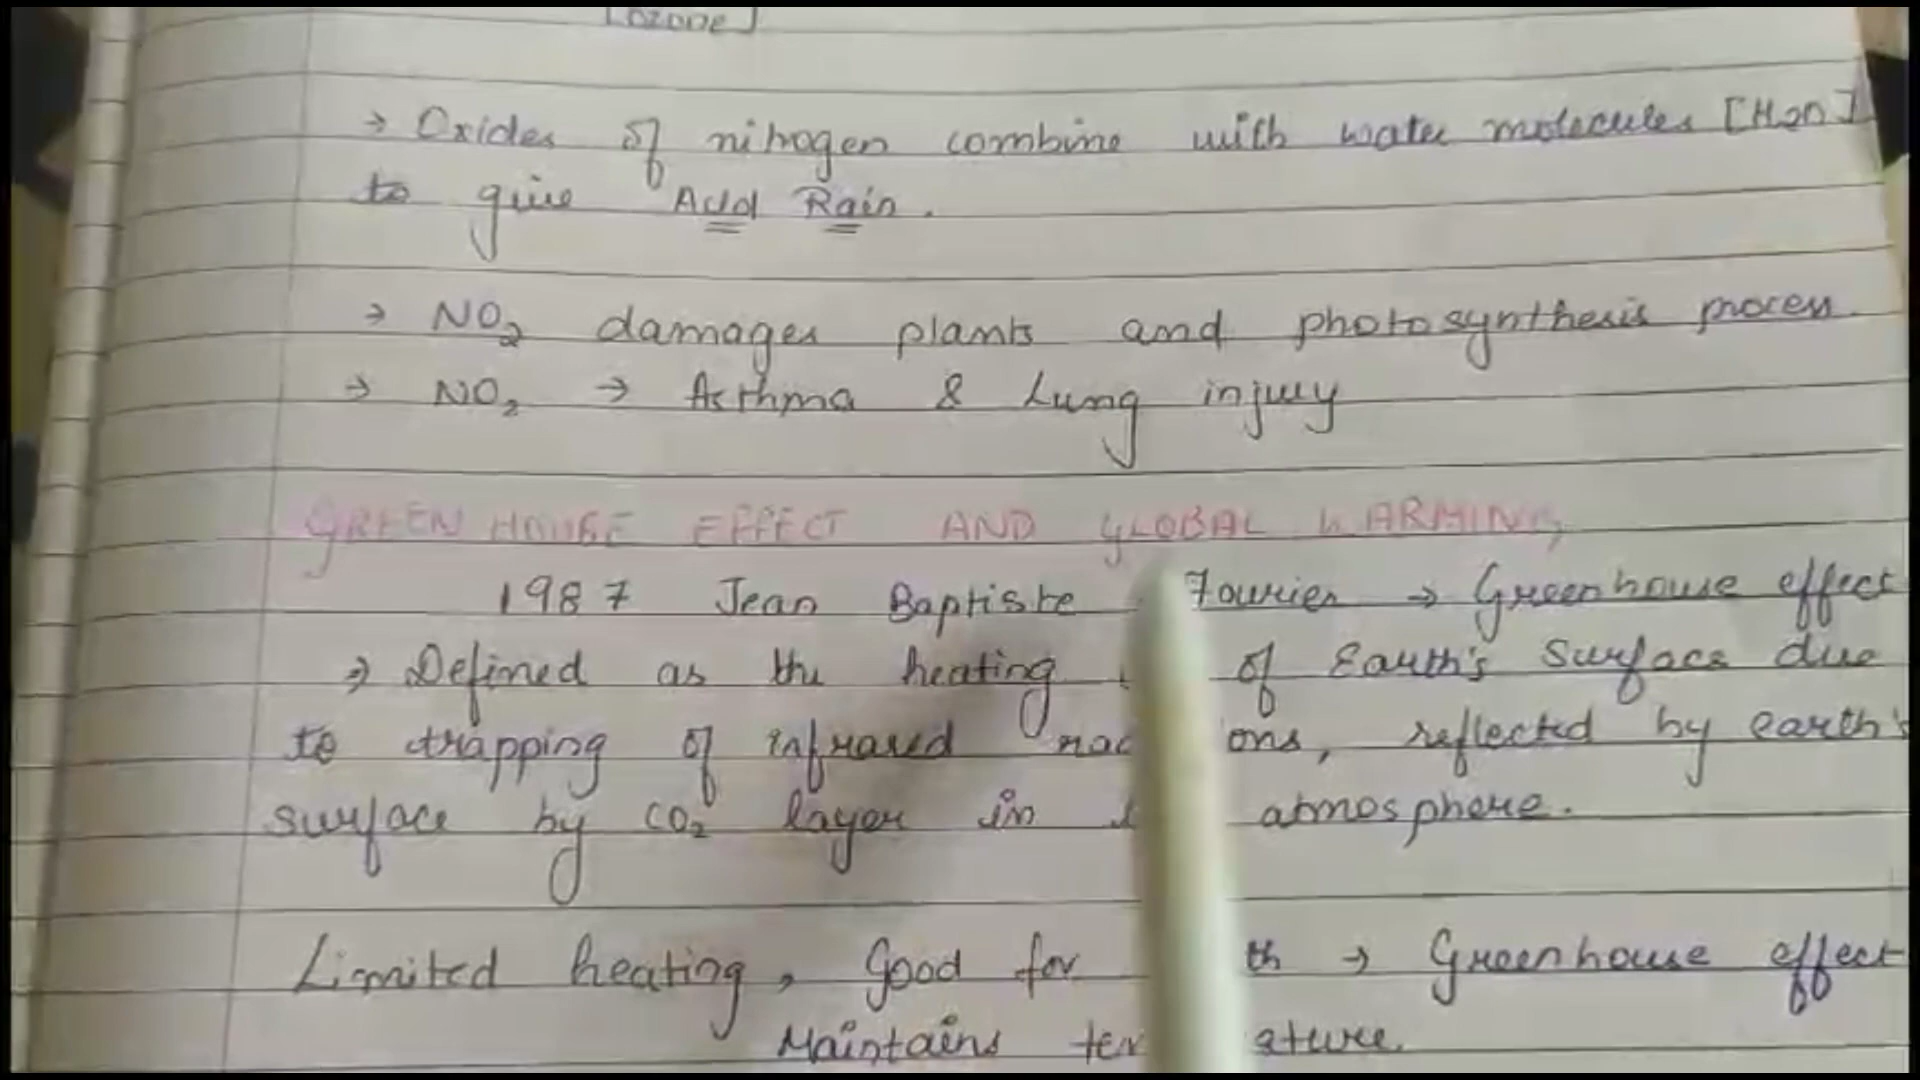 [Ozone]
→ Oxides of nitrogen combine with water molecules [H2O]
to give Acid Rain.
→ NO2 damages plants and photosynthesis process.
→ NO2 → Asthma & Lung injury
GREEN HOUSE EFFECT AND GLOBAL WARMING
1987 Jean Baptiste Fourier → Greenhouse effect
→ Defined as the heating of Earth's Surface due
to trapping of infrared reflected by earth's
surface by CO2 layer in atmosphere.
Limited heating, Good for → Greenhouse effect
Maintains